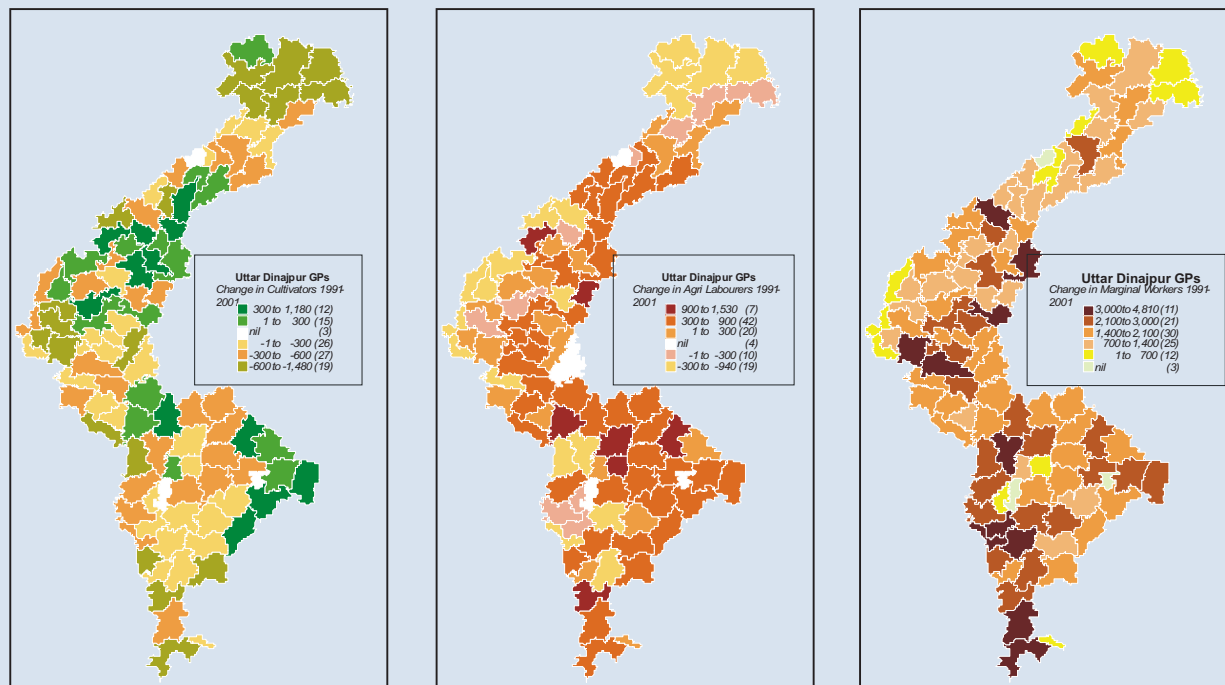 Uttar Dinajpur GPs
Change in Cultivators 1991-
2001
300 to 1,180 (12)
1 to 300 (15)
nil (3)
-1 to -300 (26)
-300 to -600 (27)
-600 to -1,480 (19)
Uttar Dinajpur GPs
Change in Agri Labourers 1991-
2001
900 to 1,530 (7)
300 to 900 (42)
1 to 300 (20)
nil (4)
-1 to -300 (10)
-300 to -940 (19)
Uttar Dinajpur GPs
Change in Marginal Workers 1991-
2001
3,000 to 4,810 (11)
2,100 to 3,000 (21)
1,400 to 2,100 (30)
700 to 1,400 (25)
1 to 700 (12)
nil (3)